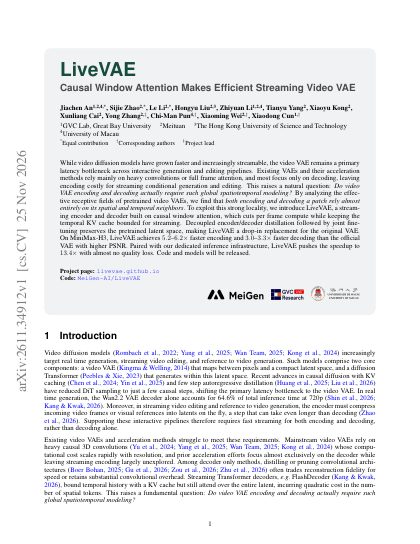 arXiv:2611.34912v1 [cs.CV] 25 Nov 2026
LiveVAE
Causal Window Attention Makes Efficient Streaming Video VAE
Jiachen An1,2,4,*, Sijie Zhao2,*, Le Li2,*, Hongyu Liu2,3, Zhiyuan Li1,2,4, Tianyu Yang2, Xiaoyu Kong2,
Xunliang Cai2, Yong Zhang2,‡, Chi-Man Pun4,†, Xiaoming Wei2,†, Xiaodong Cun1,†
1GVC Lab, Great Bay University 2Meituan 3The Hong Kong University of Science and Technology
4University of Macau
*Equal contribution †Corresponding authors ‡Project lead
While video diffusion models have grown faster and increasingly streamable, the video VAE remains a primary
latency bottleneck across interactive generation and editing pipelines. Existing VAEs and their acceleration
methods rely mainly on heavy convolutions or full frame attention, and most focus only on decoding, leaving
encoding costly for streaming conditional generation and editing. This raises a natural question: Do video
VAE encoding and decoding actually require such rich global spatiotemporal modeling? By analyzing the effec-
tive receptive fields of pretrained video VAEs, we find that both encoding and decoding a patch rely almost
entirely on its spatial and temporal neighbors. To exploit this strong locality, we introduce LiveVAE, a stream-
ing encoder and decoder built on causal window attention, which cuts per frame compute while keeping the
temporal KV cache bounded for streaming. Decoupled encoder/decoder distillation followed by joint fine-
tuning preserves the pretrained latent space, making LiveVAE a drop-in replacement for the original VAE.
On MiniMax-H3, LiveVAE achieves 5.2–6.2× faster encoding and 3.0–3.3× faster decoding than the official
VAE with higher PSNR. Paired with our dedicated inference infrastructure, LiveVAE pushes the speedup to
13.4× with almost no quality loss. Code and models will be released.
Project page: livevae.github.io
Code: MeiGen-AI/LiveVAE
MeiGen
GVC Lab
Research
1 Introduction
Video diffusion models (Rombach et al., 2022; Yang et al., 2025; Wan Team, 2025; Kong et al., 2024) increasingly
target real time generation, streaming video editing, and reference to video generation. Such models comprise two core
components: a video VAE (Kingma & Welling, 2014) that maps pixels and a compact latent space, and a diffusion
Transformer (Peebles & Xie, 2023) that generates within this latent space. Recent advances in causal diffusion with KV
caching (Chen et al., 2024; Yin et al., 2025) and few step autoregressive distillation (Huang et al., 2025; Liu et al., 2026)
have reduced DiT sampling to just a few steps, shifting the primary latency bottleneck to the video VAE. In real
time generation, the Wan2.2 VAE decoder alone accounts for 64.6% of total inference at 720p (Shin et al., 2026;
Kang & Kwak, 2026). Moreover, in streaming video editing and reference to video generation, the encoder must compress
incoming video frames or visual references into latents on the fly, a step that can take even longer than decoding (Zhao
et al., 2026). Supporting these interactive pipelines therefore requires fast streaming for both encoding and decoding,
rather than decoding alone.
Existing VAEs and acceleration methods struggle to meet these requirements. Mainstream video VAEs rely on
heavy causal 3D convolutions (Yang et al., 2025; Wan Team, 2025; Kong et al., 2024) whose compu-
tational cost scales rapidly with resolution, and prior acceleration efforts focus almost exclusively on the decoder while
leaving streaming encoding largely unexplored. Among decoder only methods, distilling or pruning convolutional archi-
tectures (Boer Bohan, 2025; Gu et al., 2026; Zou et al., 2026; Zhu et al., 2026) often trades reconstruction fidelity for
speed or retains substantial convolutional overhead. Streaming Transformer decoders, e.g. FlashDecoder (Kang & Kwak,
2026), bound temporal history with a KV cache but still attend over the entire latent, incurring quadratic cost in the num-
ber of spatial tokens. This raises a fundamental question: Do video VAE encoding and decoding actually require such
global spatiotemporal modeling?
1